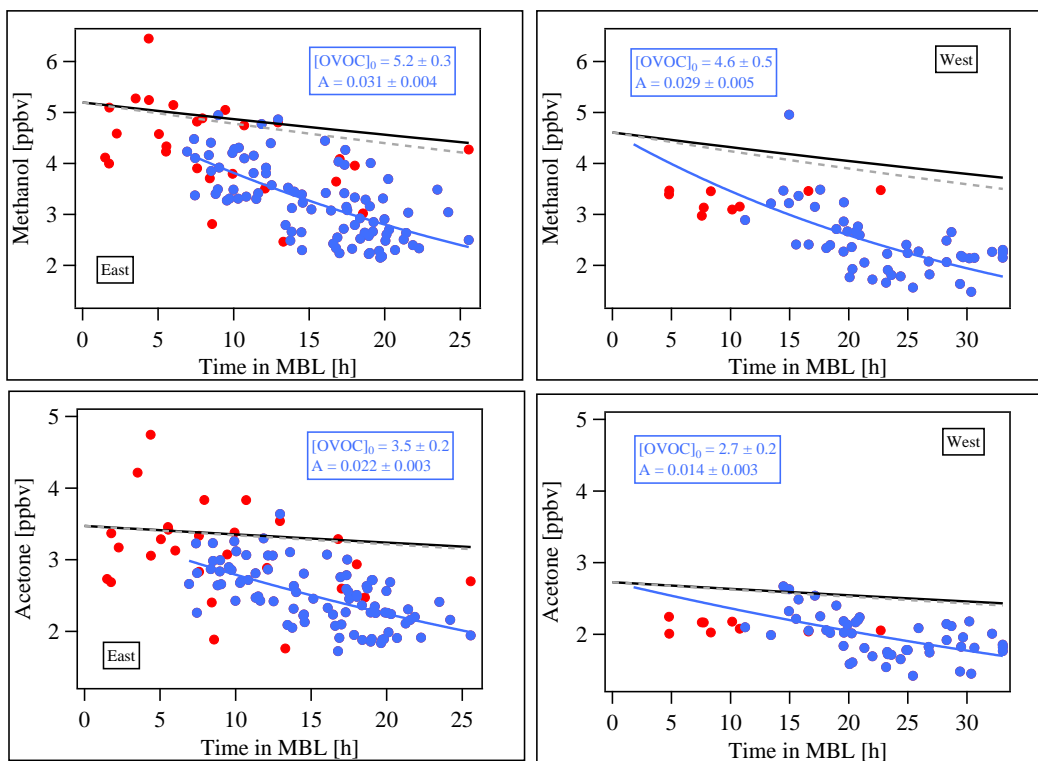 Methanol [ppbv]
6
5
4
3
2
[OVOC]₀ = 5.2 ± 0.3
A = 0.031 ± 0.004
East
0 5 10 15 20 25
Time in MBL [h]
Methanol [ppbv]
6
5
4
3
2
[OVOC]₀ = 4.6 ± 0.5
A = 0.029 ± 0.005
West
0 5 10 15 20 25 30
Time in MBL [h]
Acetone [ppbv]
5
4
3
2
[OVOC]₀ = 3.5 ± 0.2
A = 0.022 ± 0.003
East
0 5 10 15 20 25
Time in MBL [h]
Acetone [ppbv]
5
4
3
2
[OVOC]₀ = 2.7 ± 0.2
A = 0.014 ± 0.003
West
0 5 10 15 20 25 30
Time in MBL [h]